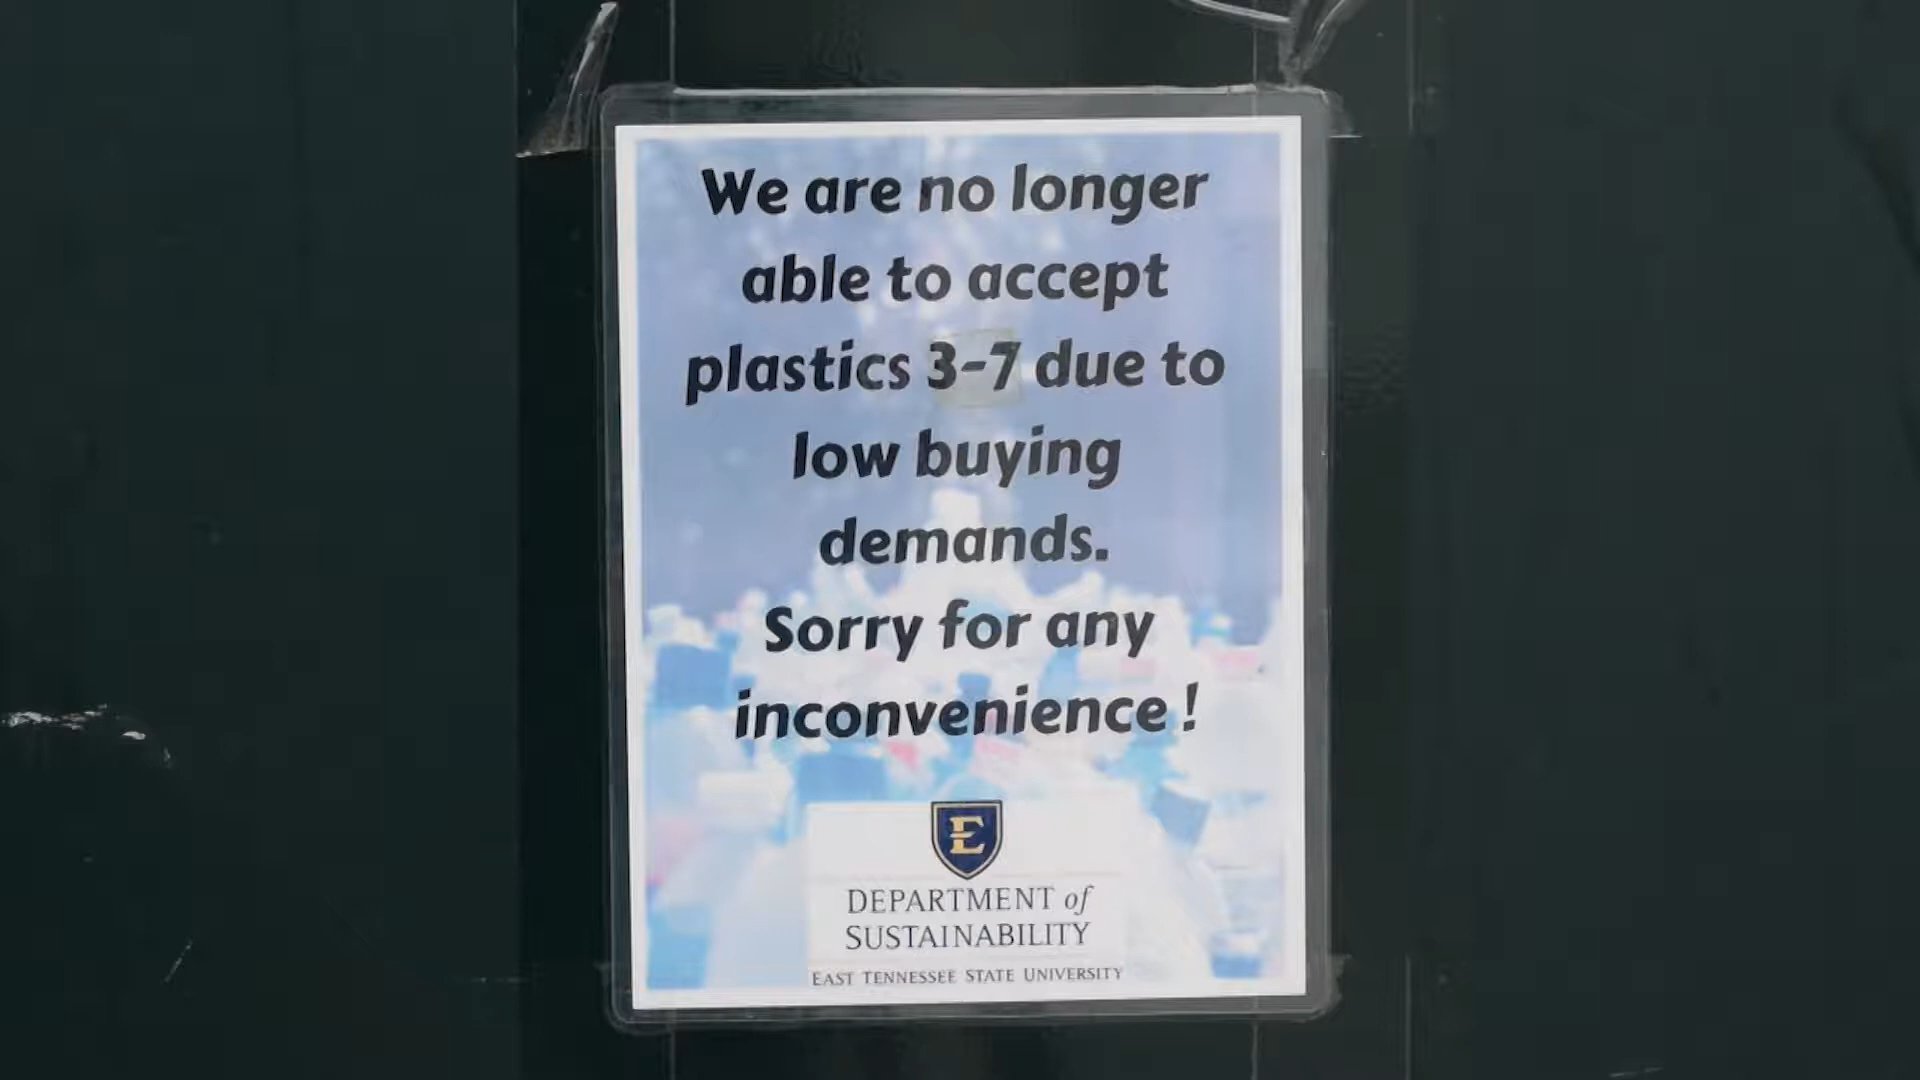 We are no longer
able to accept
plastics 3-7 due to
low buying
demands.
Sorry for any
inconvenience!
E
DEPARTMENT of
SUSTAINABILITY
EAST TENNESSEE STATE UNIVERSITY